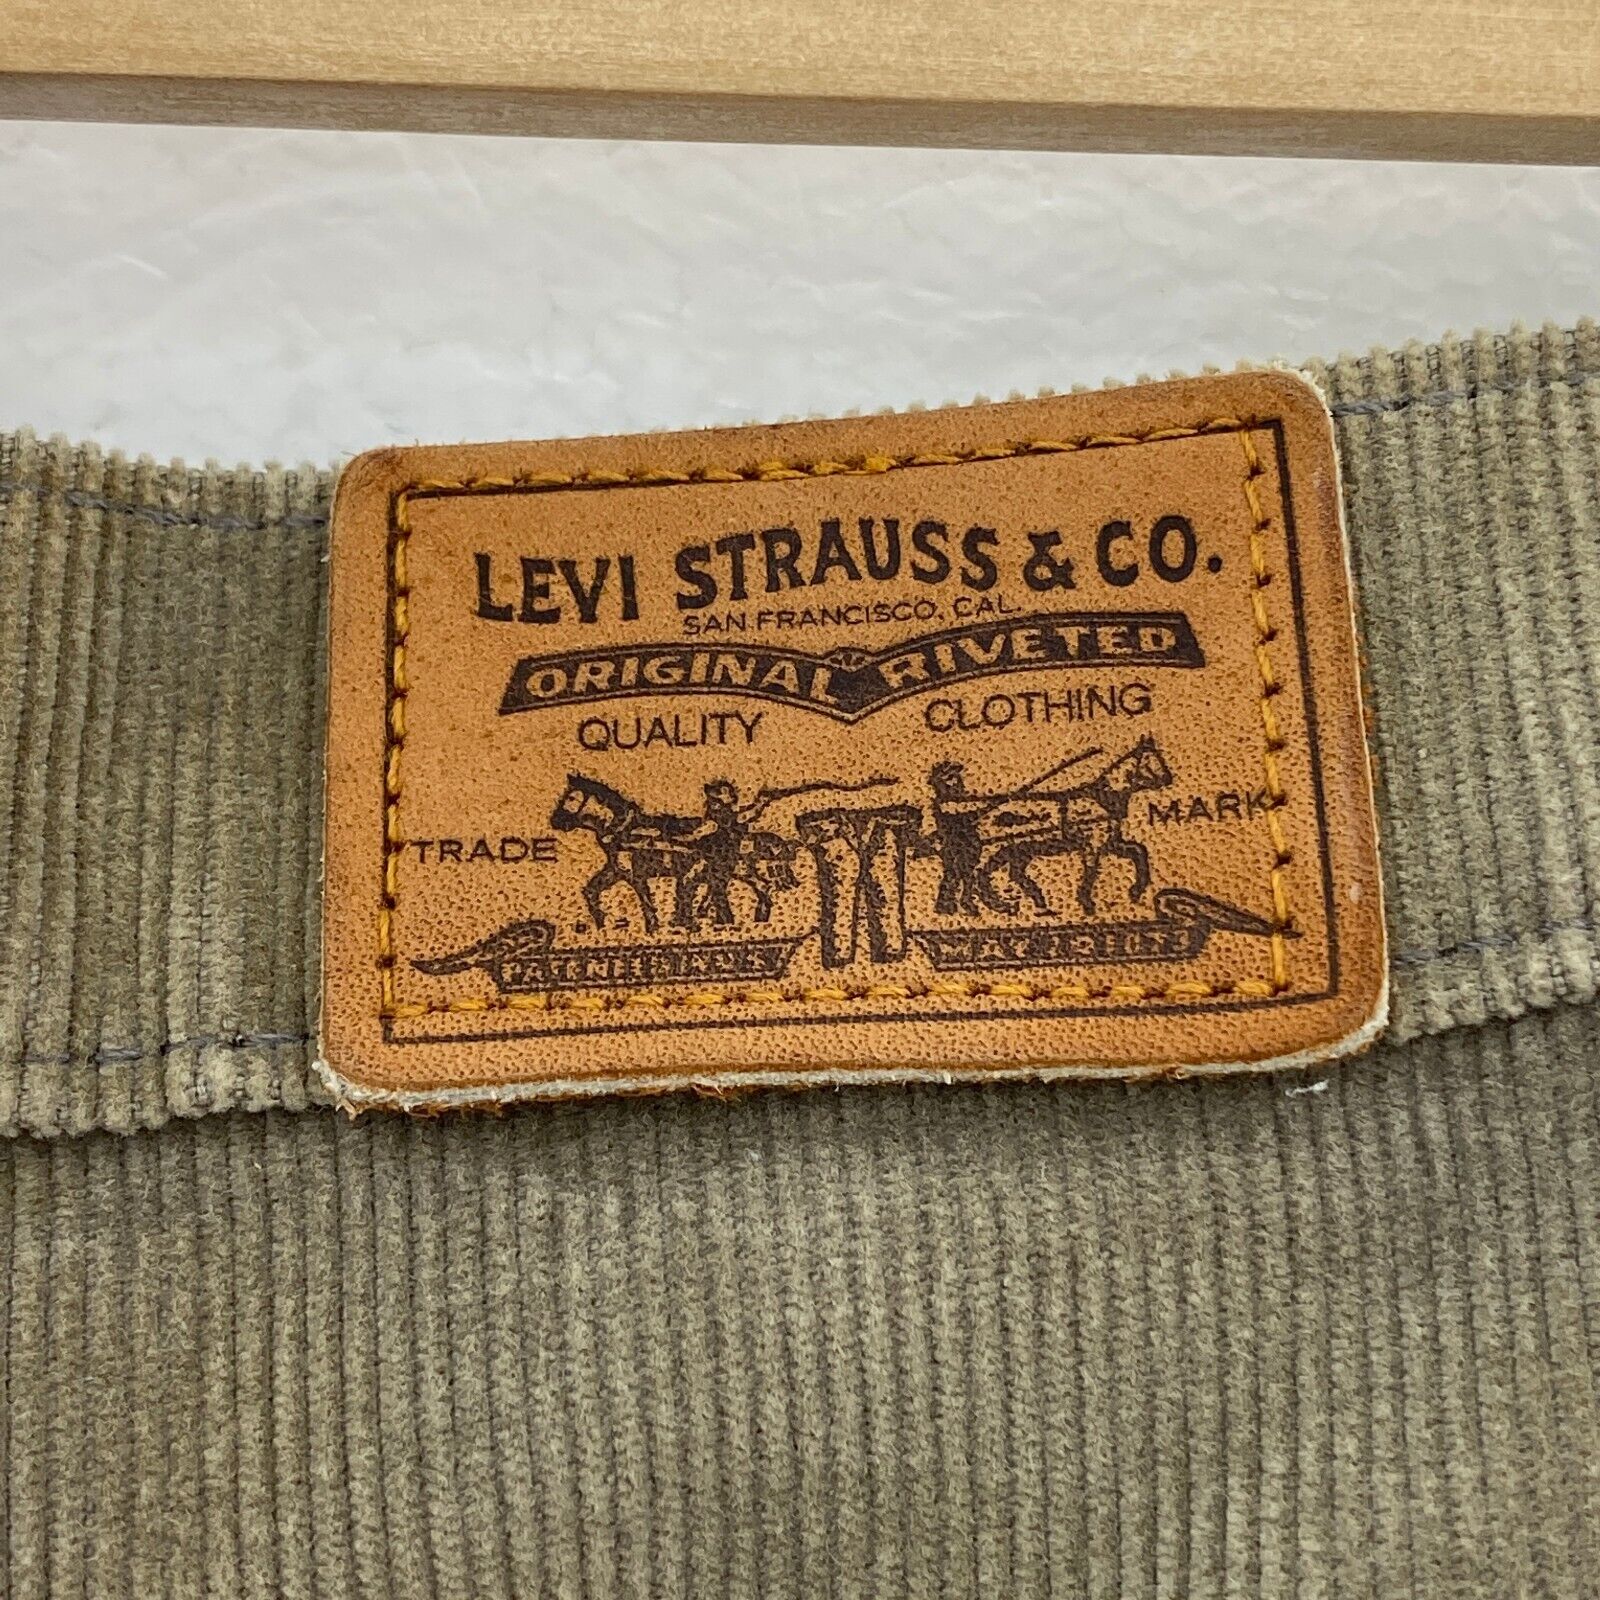 LEVI STRAUSS & CO.
SAN FRANCISCO, CAL.
ORIGINAL RIVETED
QUALITY CLOTHING
TRADE MARK